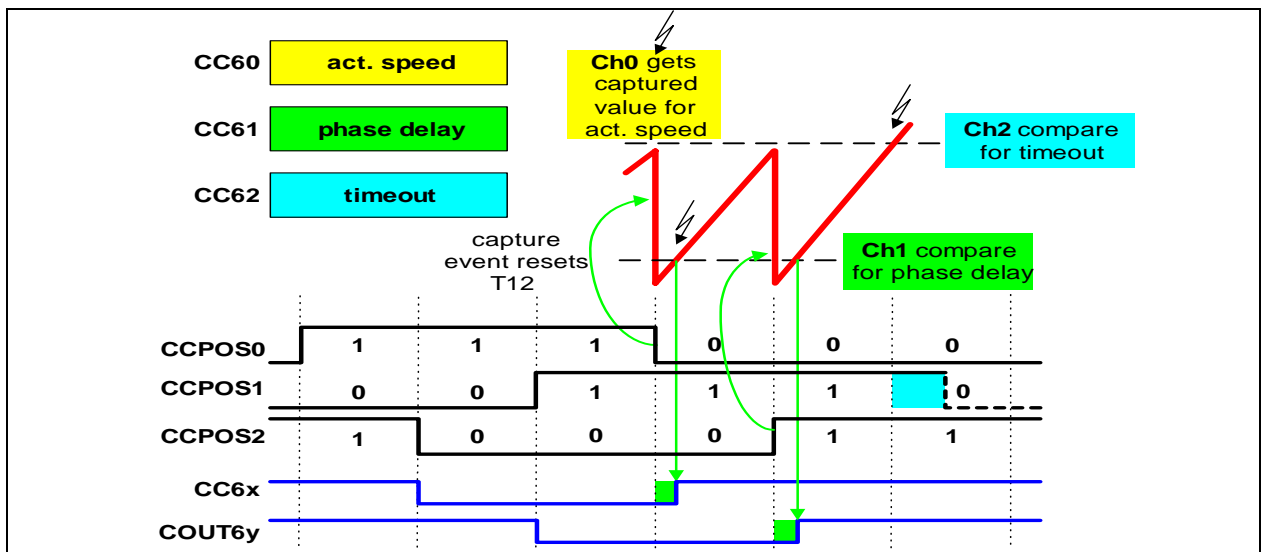 CC60 act. speed
CC61 phase delay
CC62 timeout
Ch0 gets
captured
value for
act. speed
Ch2 compare
for timeout
capture
event resets
T12
Ch1 compare
for phase delay
CCPOS0 1 1 1 0 0 0
CCPOS1 0 0 1 1 1 0
CCPOS2 1 0 0 0 1 1
CC6x
COUT6y